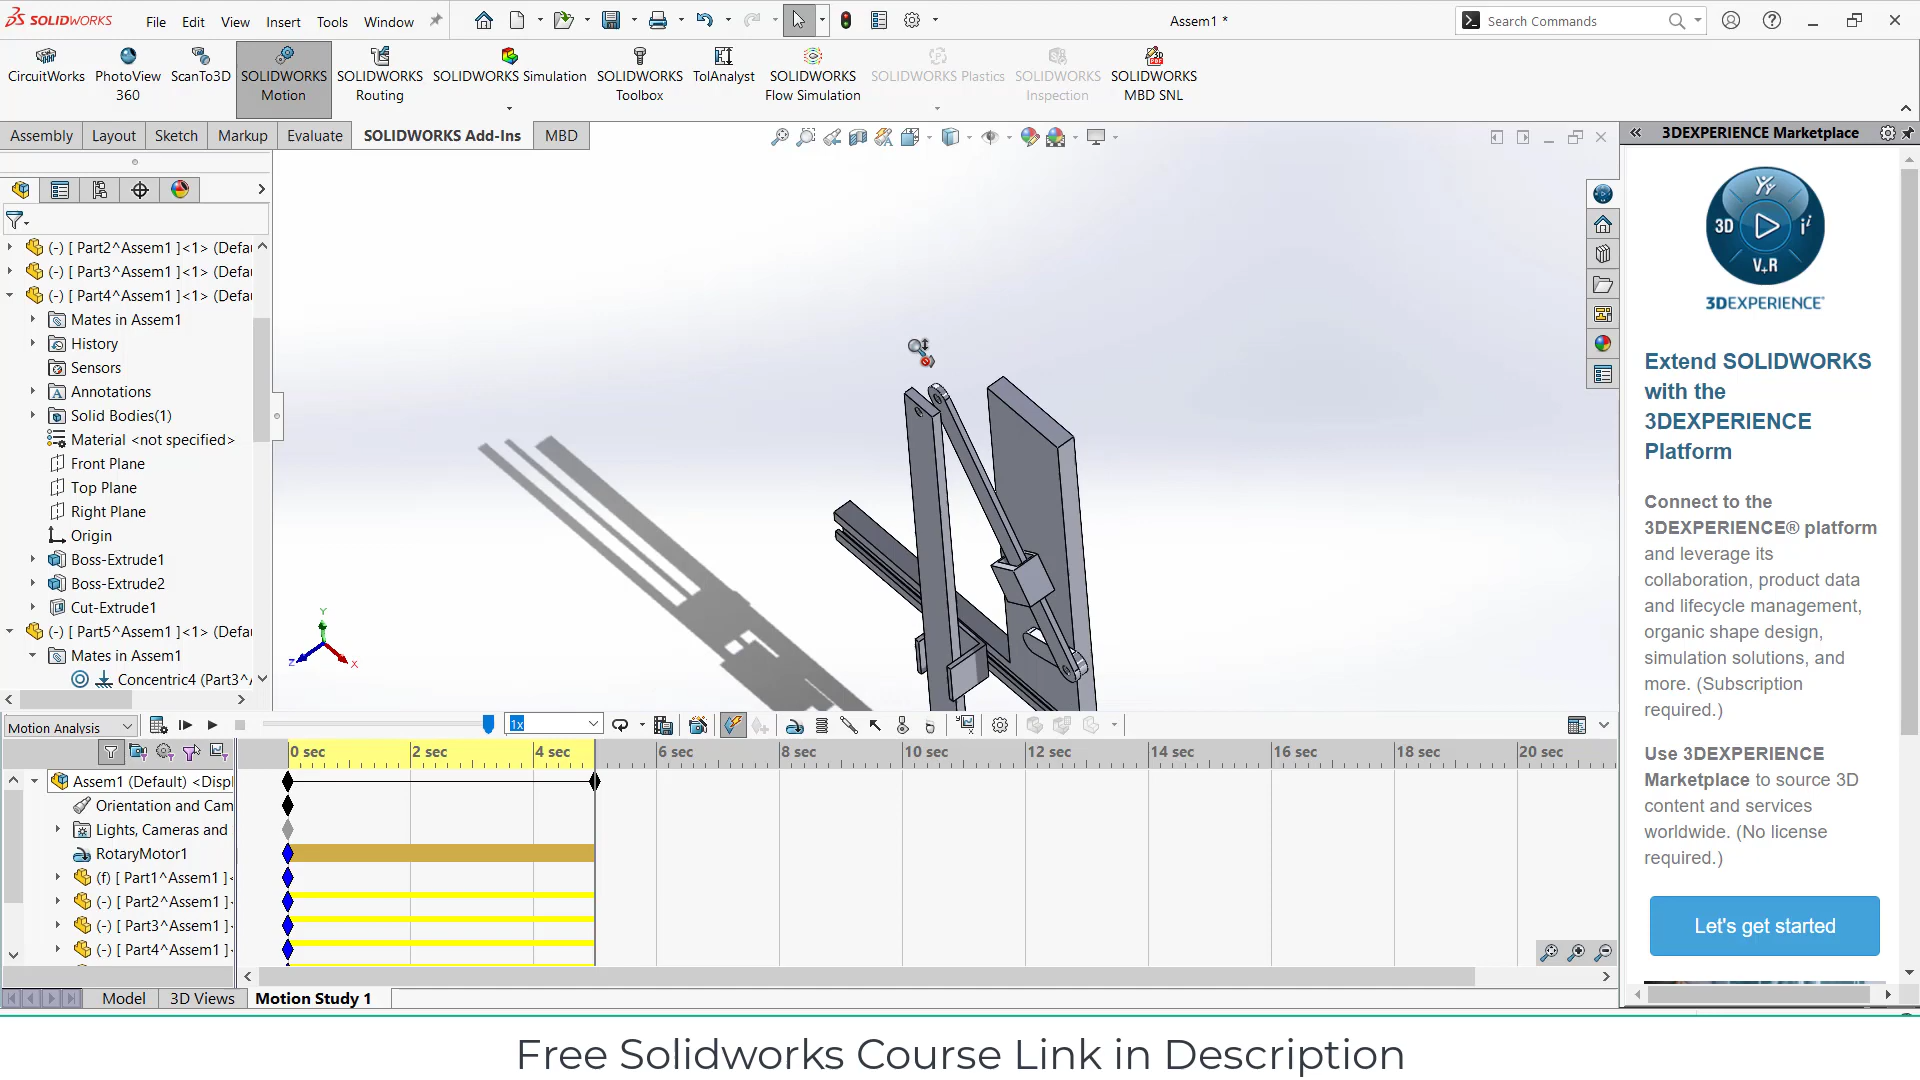 SOLIDWORKS File Edit View Insert Tools Window Assem1 * Search Commands
CircuitWorks PhotoView 360 ScanTo3D SOLIDWORKS Motion SOLIDWORKS Routing SOLIDWORKS Simulation SOLIDWORKS Toolbox TolAnalyst SOLIDWORKS Flow Simulation SOLIDWORKS Plastics SOLIDWORKS Inspection SOLIDWORKS MBD SNL
Assembly Layout Sketch Markup Evaluate SOLIDWORKS Add-Ins MBD
(-) [ Part2^Assem1 ]<1> (Defau
(-) [ Part3^Assem1 ]<1> (Defau
(-) [ Part4^Assem1 ]<1> (Defau
Mates in Assem1
History
Sensors
Annotations
Solid Bodies(1)
Material <not specified>
Front Plane
Top Plane
Right Plane
Origin
Boss-Extrude1
Boss-Extrude2
Cut-Extrude1
(-) [ Part5^Assem1 ]<1> (Defau
Mates in Assem1
Concentric4 (Part3^
Y
Z
X
3DEXPERIENCE Marketplace
3D
V+R
3DEXPERIENCE
Extend SOLIDWORKS
with the
3DEXPERIENCE
Platform
Connect to the
3DEXPERIENCE® platform
and leverage its
collaboration, product data
and lifecycle management,
organic shape design,
simulation solutions, and
more. (Subscription
required.)
Use 3DEXPERIENCE
Marketplace to source 3D
content and services
worldwide. (No license
required.)
Let's get started
Motion Analysis 1x
0 sec 2 sec 4 sec 6 sec 8 sec 10 sec 12 sec 14 sec 16 sec 18 sec 20 sec
Assem1 (Default) <Displ
Orientation and Cam
Lights, Cameras and
RotaryMotor1
(f) [ Part1^Assem1 ]<
(-) [ Part2^Assem1 ]<
(-) [ Part3^Assem1 ]<
(-) [ Part4^Assem1 ]<
Model 3D Views Motion Study 1
Free Solidworks Course Link in Description